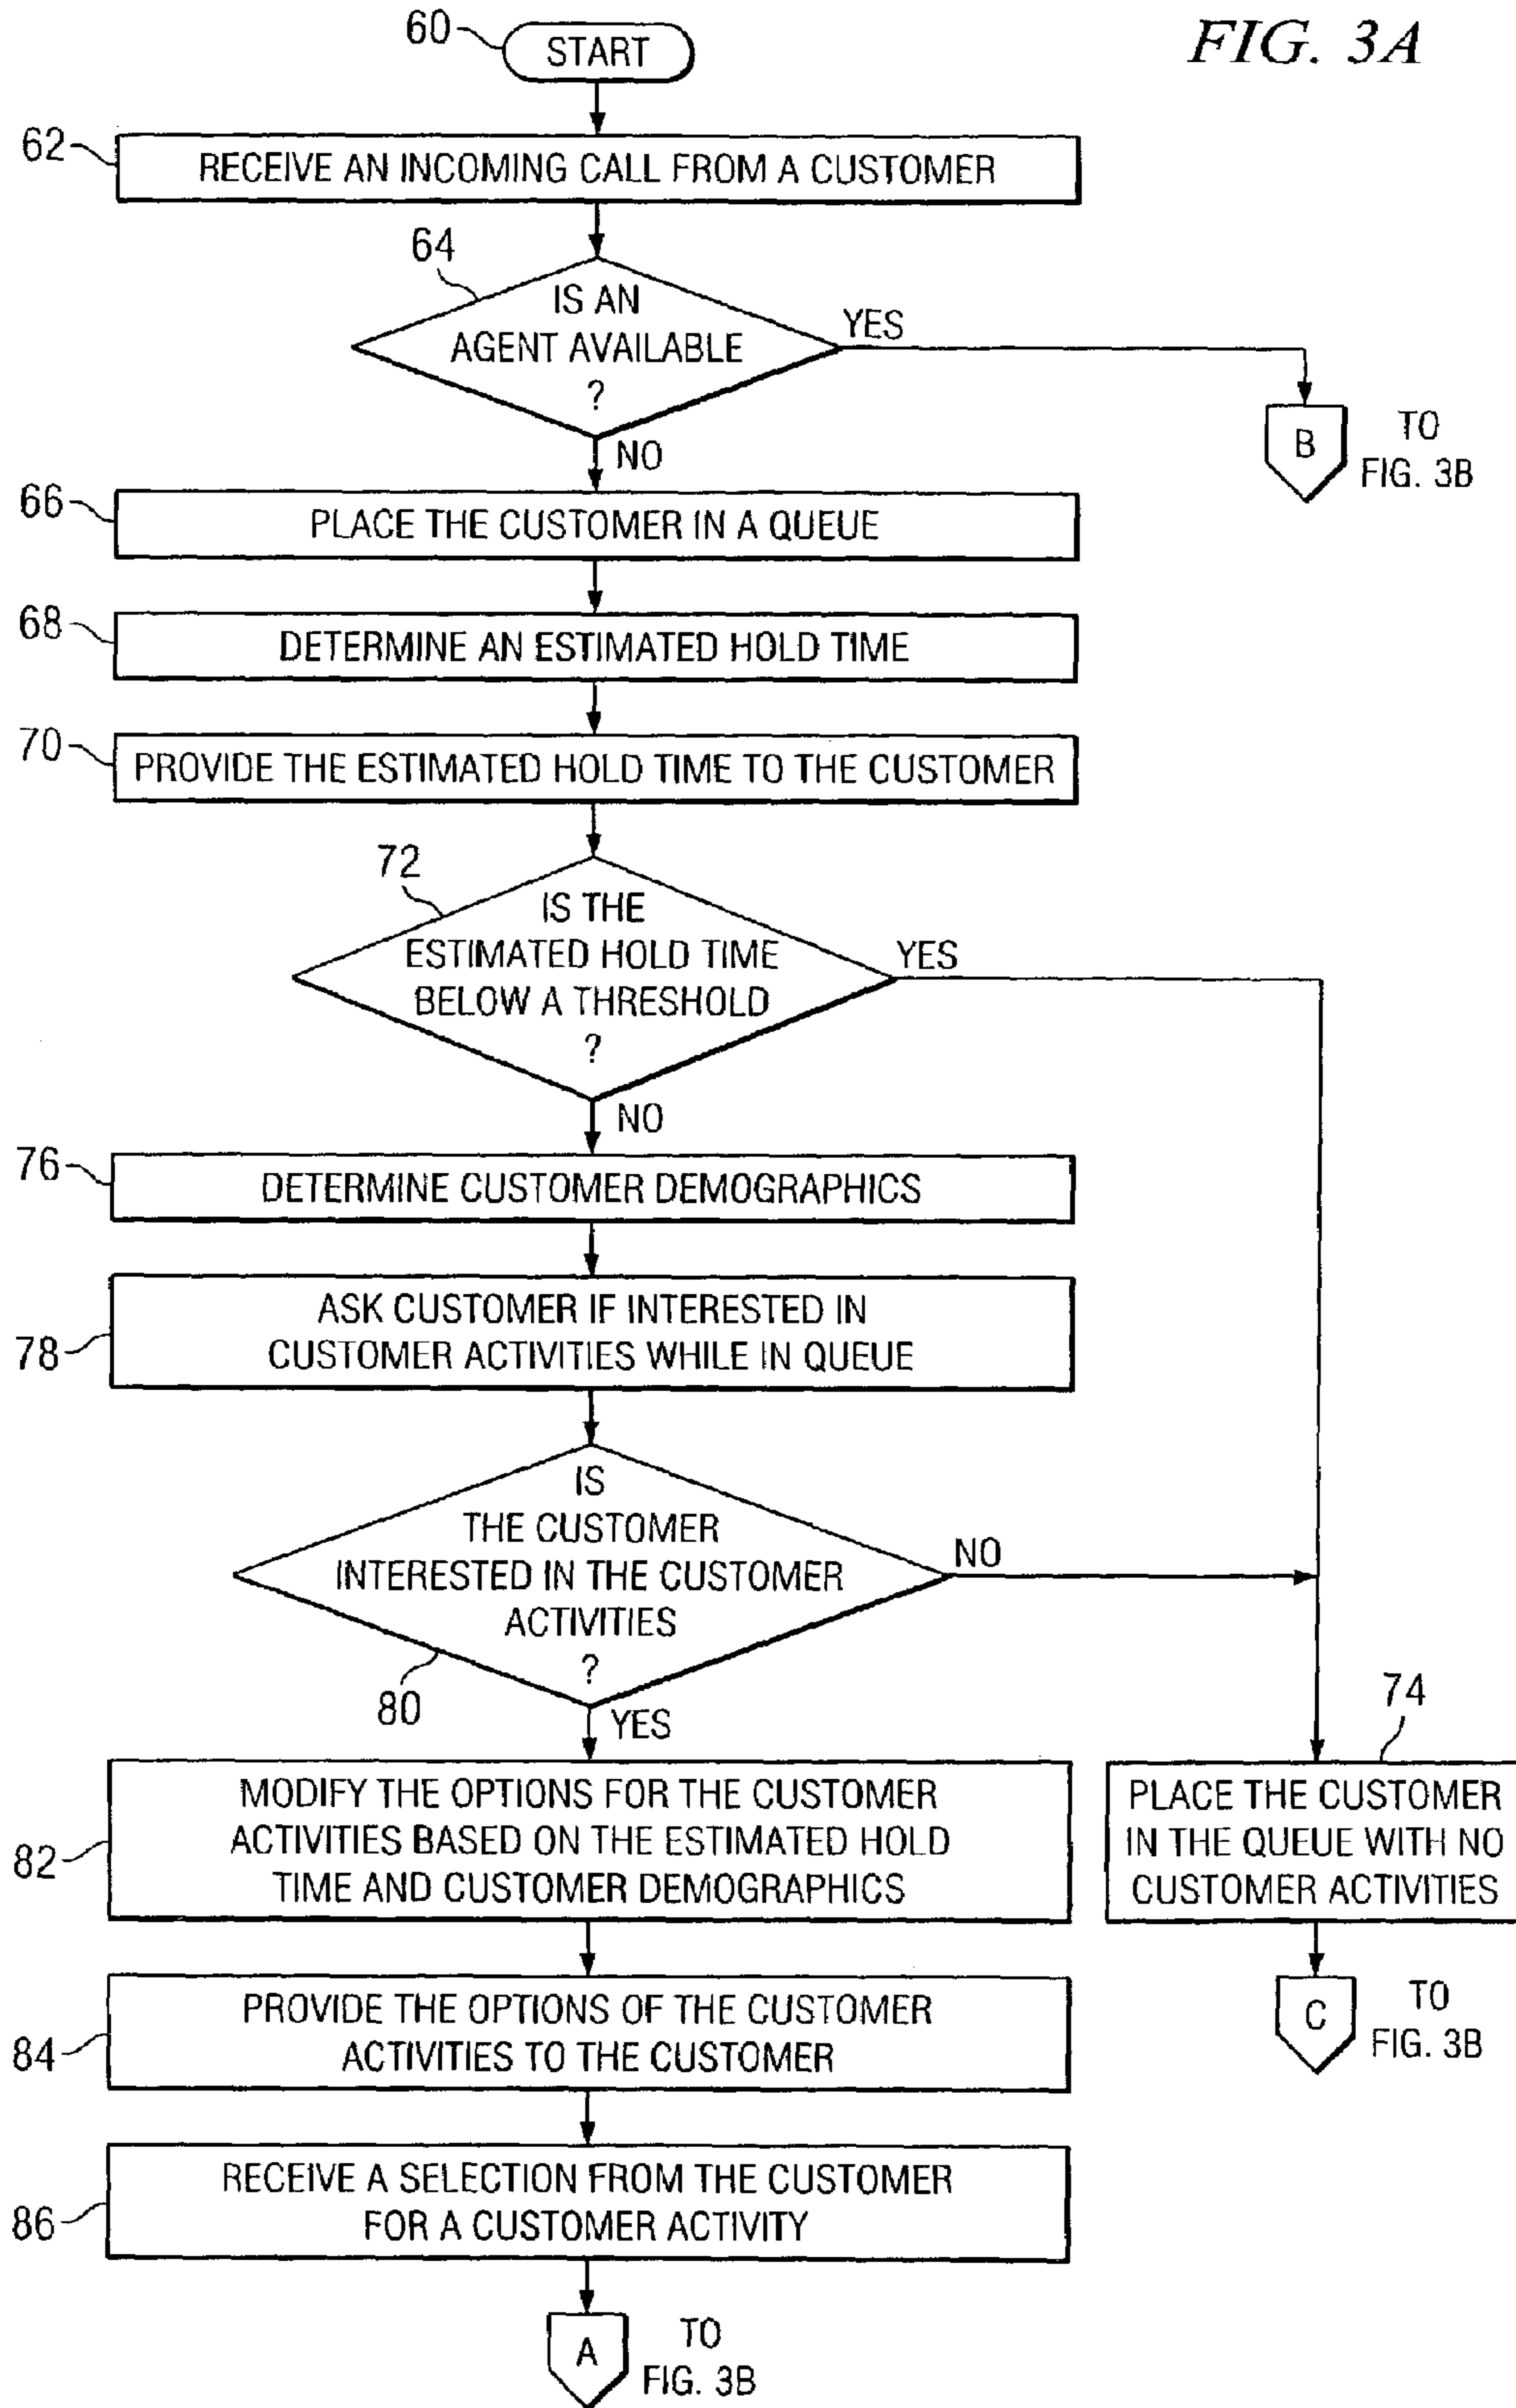 FIG. 3A
60
START
62
RECEIVE AN INCOMING CALL FROM A CUSTOMER
64
IS AN
AGENT AVAILABLE
?
YES
B
TO
FIG. 3B
NO
66
PLACE THE CUSTOMER IN A QUEUE
68
DETERMINE AN ESTIMATED HOLD TIME
70
PROVIDE THE ESTIMATED HOLD TIME TO THE CUSTOMER
72
IS THE
ESTIMATED HOLD TIME
BELOW A THRESHOLD
?
YES
NO
76
DETERMINE CUSTOMER DEMOGRAPHICS
78
ASK CUSTOMER IF INTERESTED IN
CUSTOMER ACTIVITIES WHILE IN QUEUE
IS
THE CUSTOMER
INTERESTED IN THE CUSTOMER
ACTIVITIES
?
NO
80
YES
74
PLACE THE CUSTOMER
IN THE QUEUE WITH NO
CUSTOMER ACTIVITIES
C
TO
FIG. 3B
82
MODIFY THE OPTIONS FOR THE CUSTOMER
ACTIVITIES BASED ON THE ESTIMATED HOLD
TIME AND CUSTOMER DEMOGRAPHICS
84
PROVIDE THE OPTIONS OF THE CUSTOMER
ACTIVITIES TO THE CUSTOMER
86
RECEIVE A SELECTION FROM THE CUSTOMER
FOR A CUSTOMER ACTIVITY
A
TO
FIG. 3B